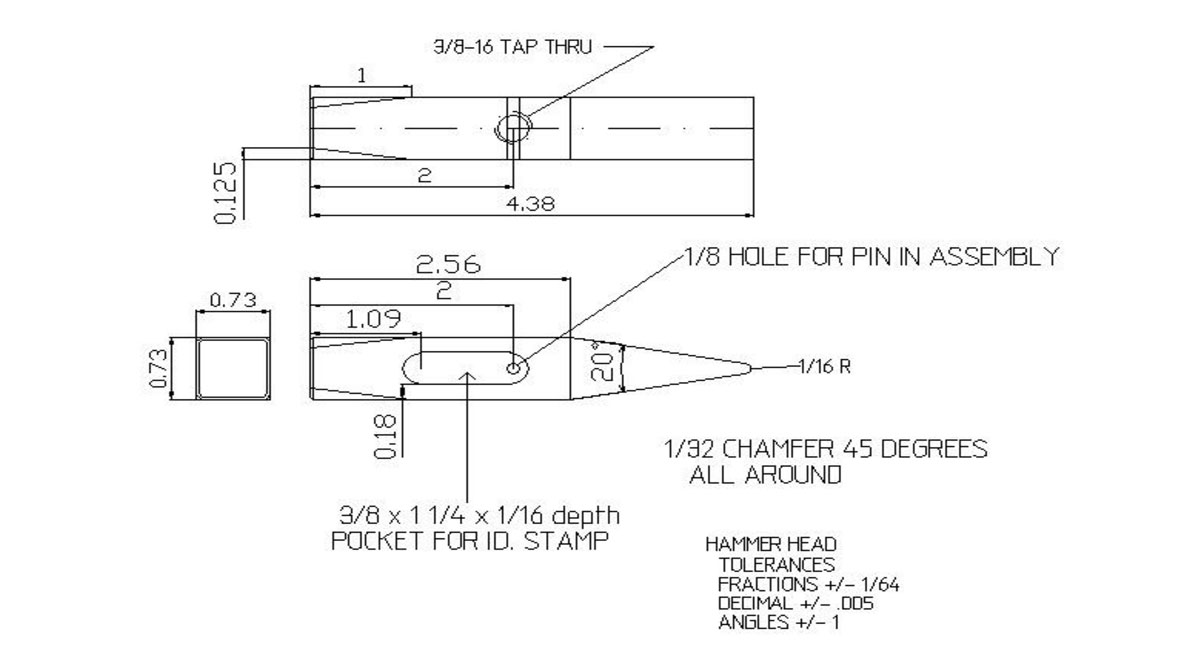 3/8-16 TAP THRU
1
0.125
2
4.38
1/8 HOLE FOR PIN IN ASSEMBLY
2.56
2
0.73
1.09
0.73
20°
1/16 R
0.18
1/32 CHAMFER 45 DEGREES
ALL AROUND
3/8 x 1 1/4 x 1/16 depth
POCKET FOR ID. STAMP
HAMMER HEAD
TOLERANCES
FRACTIONS +/- 1/64
DECIMAL +/- .005
ANGLES +/- 1